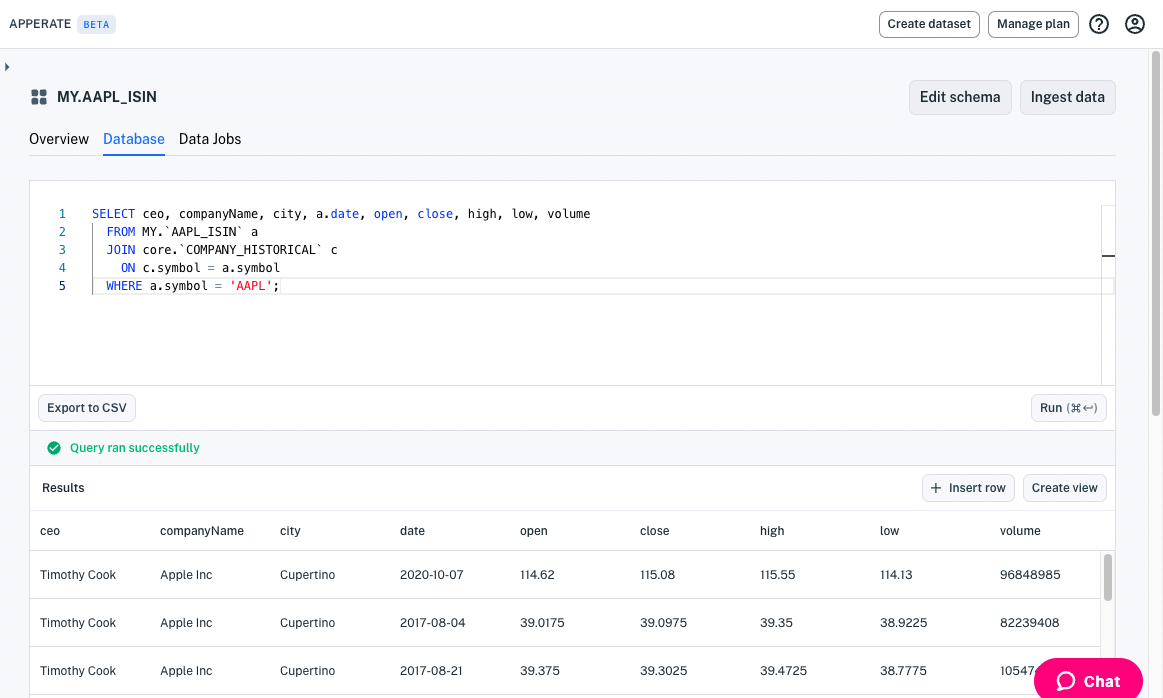 APPERATE BETA Create dataset Manage plan
MY.AAPL_ISIN Edit schema Ingest data
Overview Database Data Jobs
1 SELECT ceo, companyName, city, a.date, open, close, high, low, volume
2 FROM MY.`AAPL_ISIN` a
3 JOIN core.`COMPANY_HISTORICAL` c
4 ON c.symbol = a.symbol
5 WHERE a.symbol = 'AAPL';
Export to CSV Run (⌘↩)
Query ran successfully
Results + Insert row Create view
ceo companyName city date open close high low volume
Timothy Cook Apple Inc Cupertino 2020-10-07 114.62 115.08 115.55 114.13 96848985
Timothy Cook Apple Inc Cupertino 2017-08-04 39.0175 39.0975 39.35 38.9225 82239408
Timothy Cook Apple Inc Cupertino 2017-08-21 39.375 39.3025 39.4725 38.7775
Chat